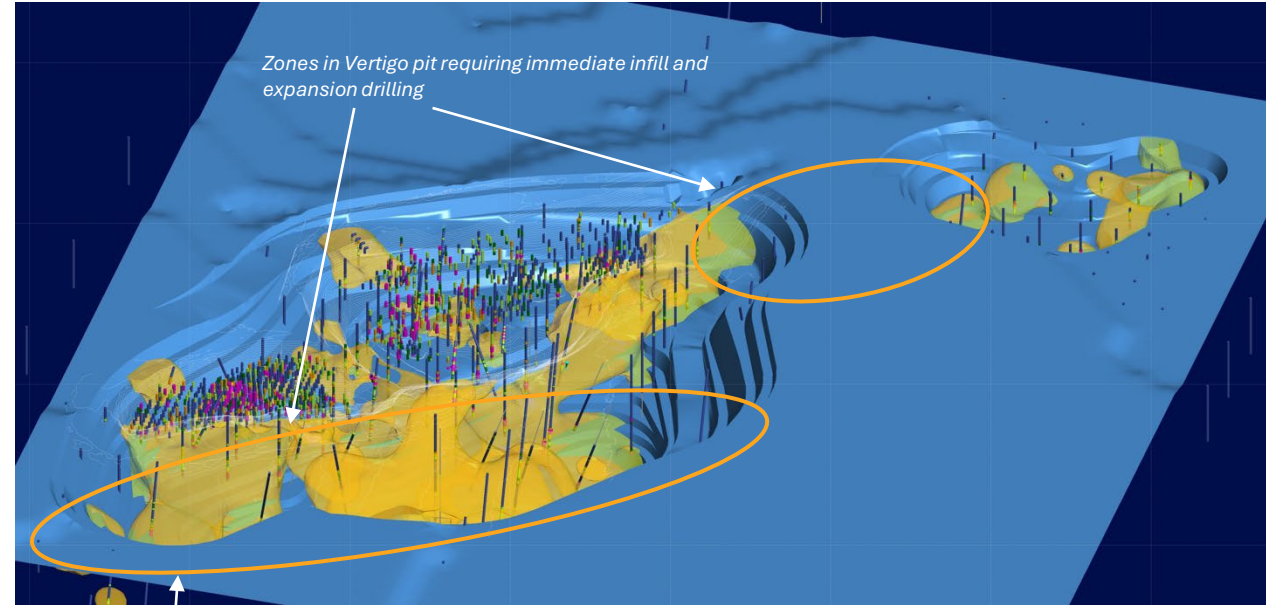 Zones in Vertigo pit requiring immediate infill and
expansion drilling